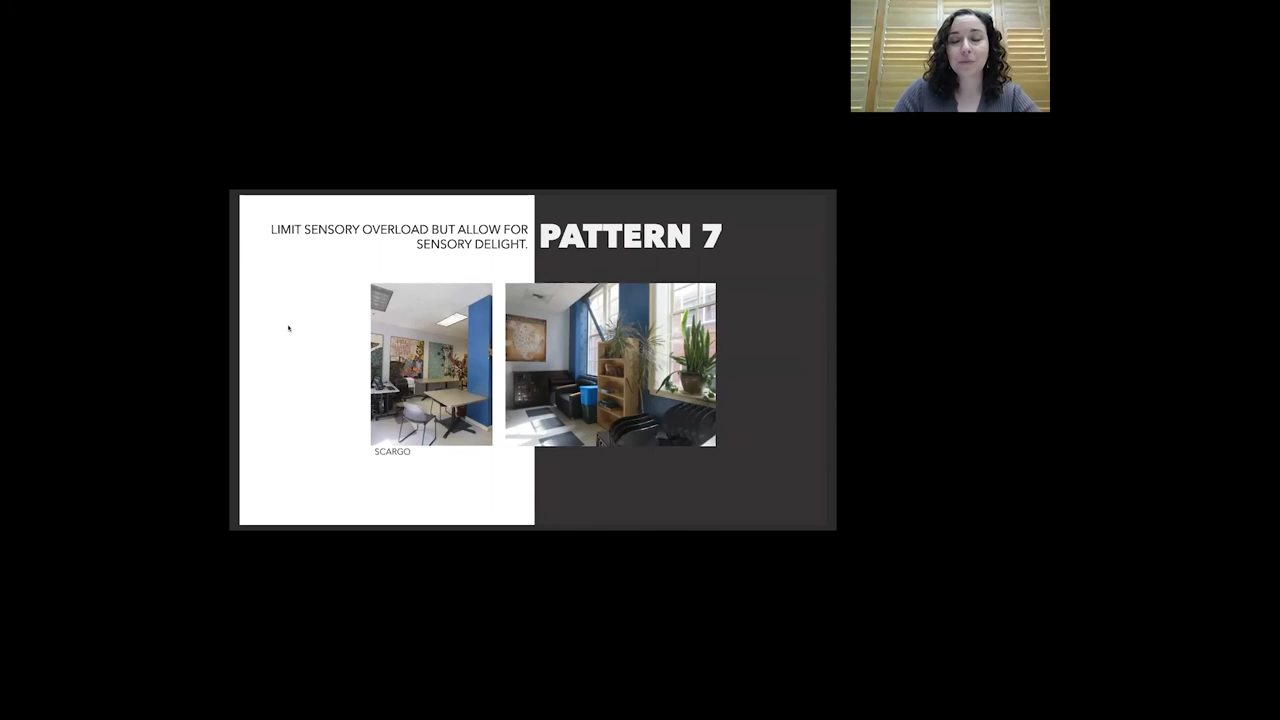 LIMIT SENSORY OVERLOAD BUT ALLOW FOR
SENSORY DELIGHT.
PATTERN 7
SCARGO